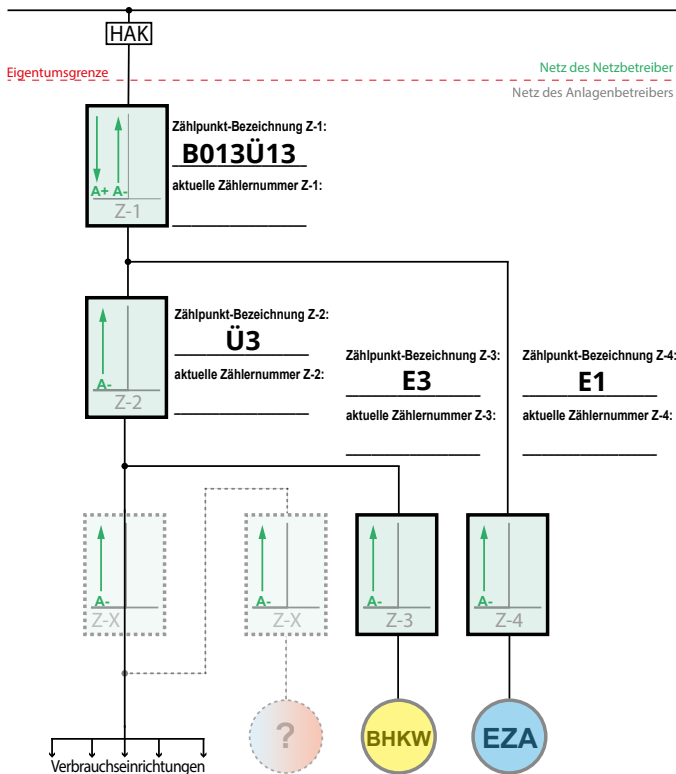 HAK
Eigentumsgrenze
Netz des Netzbetreiber
Netz des Anlagenbetreibers
Zählpunkt-Bezeichnung Z-1:
B013Ü13
aktuelle Zählernummer Z-1:
A+ A-
Z-1
Zählpunkt-Bezeichnung Z-2:
Ü3
aktuelle Zählernummer Z-2:
A-
Z-2
Zählpunkt-Bezeichnung Z-3:
E3
aktuelle Zählernummer Z-3:
Zählpunkt-Bezeichnung Z-4:
E1
aktuelle Zählernummer Z-4:
A-
Z-X
A-
Z-X
A-
Z-3
A-
Z-4
?
BHKW
EZA
Verbrauchseinrichtungen